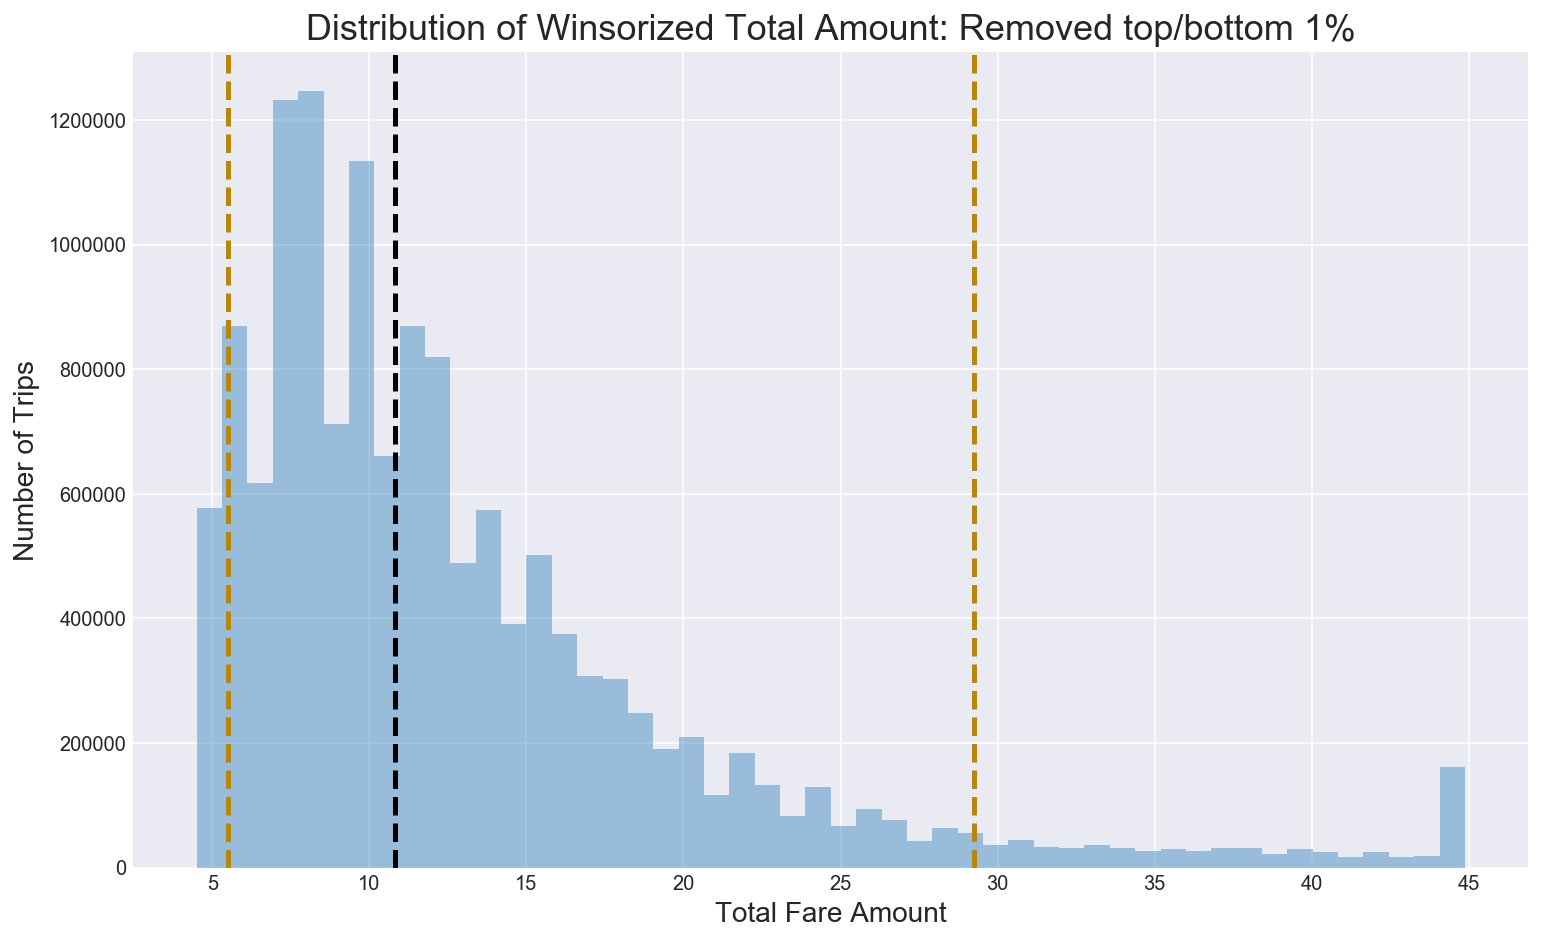 Distribution of Winsorized Total Amount: Removed top/bottom 1%
1200000
1000000
800000
600000
400000
200000
0
Number of Trips
5 10 15 20 25 30 35 40 45
Total Fare Amount